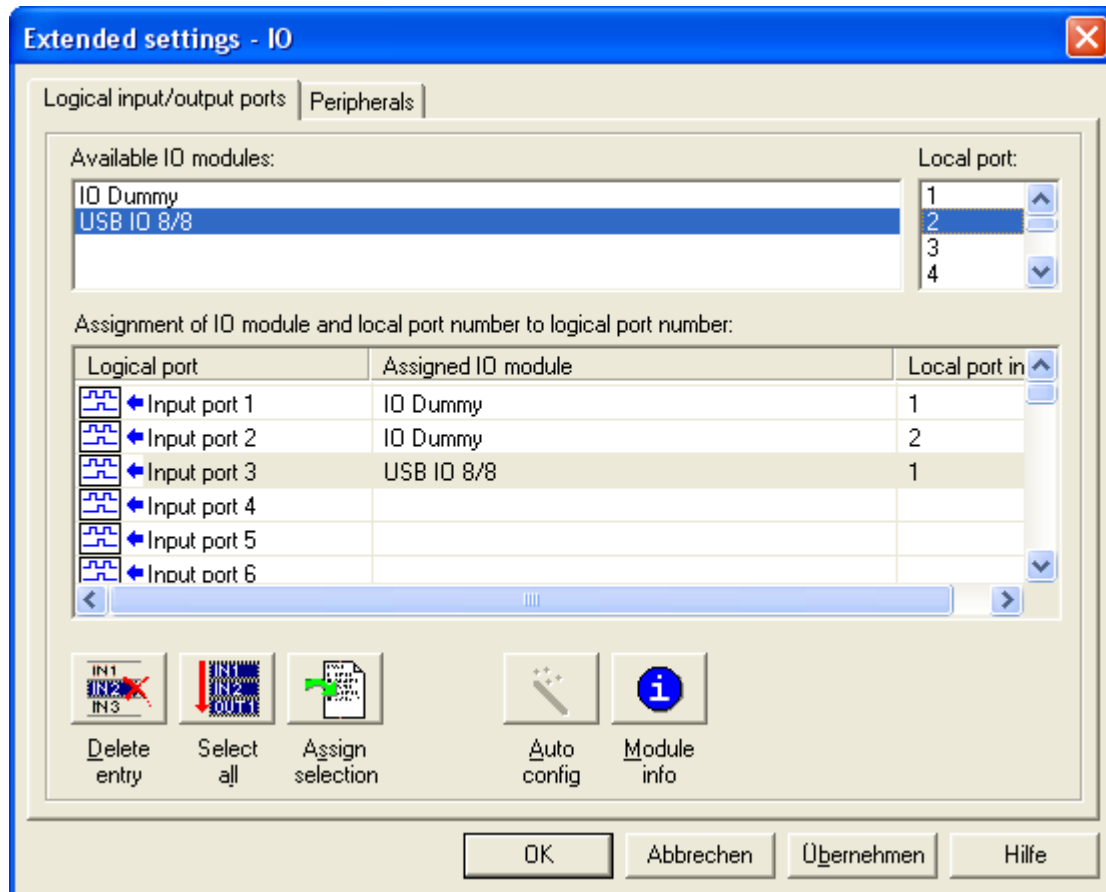 Extended settings - IO
Logical input/output ports
Peripherals
Available IO modules:
Local port:
IO Dummy
USB IO 8/8
1
2
3
4
Assignment of IO module and local port number to logical port number:
Logical port Assigned IO module Local port in
Input port 1 IO Dummy 1
Input port 2 IO Dummy 2
Input port 3 USB IO 8/8 1
Input port 4
Input port 5
Input port 6
IN1
IN2
IN3
IN1
IN2
OUT1
Delete
entry
Select
all
Assign
selection
Auto
config
i
Module
info
OK Abbrechen Übernehmen Hilfe